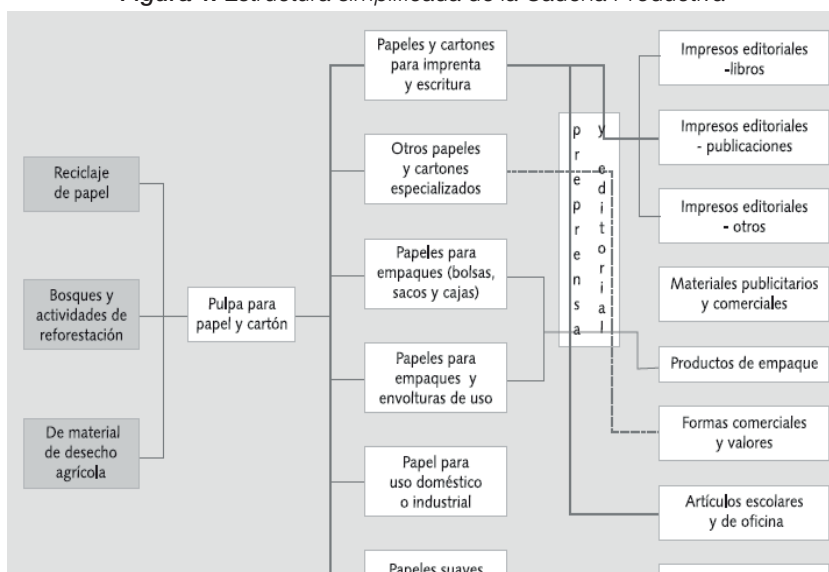 Figura 1. Estructura simplificada de la Cadena Productiva
Papeles y cartones
para imprenta
y escritura
Otros papeles
y cartones
especializados
Papeles para
empaques (bolsas,
sacos y cajas)
Papeles para
empaques y
envolturas de uso
Papel para
uso doméstico
o industrial
Papeles suaves
Reciclaje
de papel
Bosques y
actividades de
reforestación
De material
de desecho
agrícola
Pulpa para
papel y cartón
preprensa
y editorial
Impresos editoriales
-libros
Impresos editoriales
- publicaciones
Impresos editoriales
- otros
Materiales publicitarios
y comerciales
Productos de empaque
Formas comerciales
y valores
Artículos escolares
y de oficina